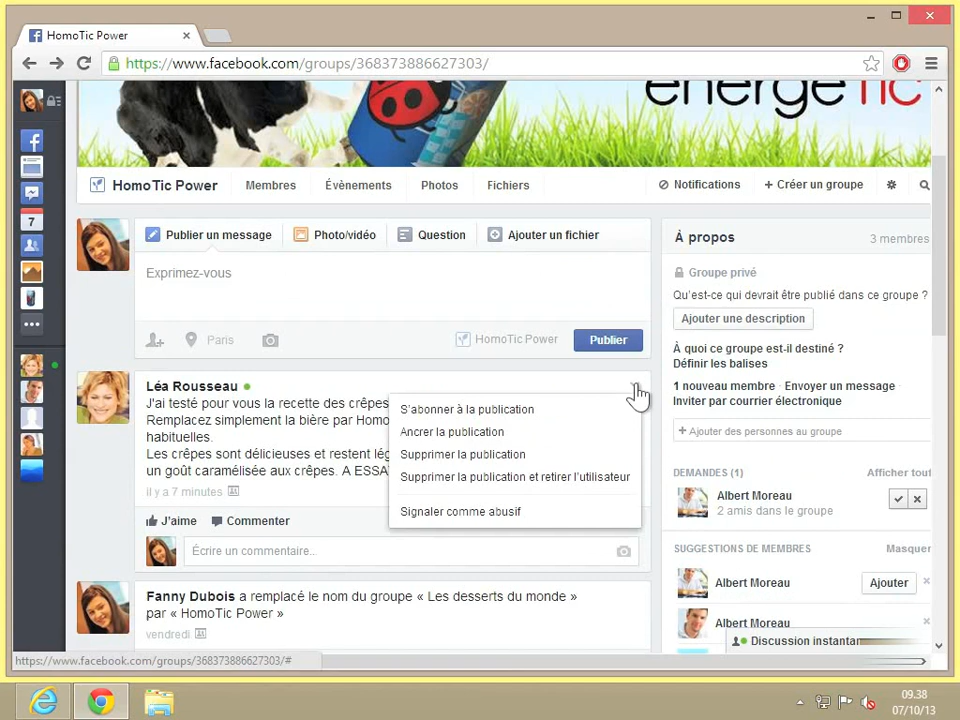 HomoTic Power
https://www.facebook.com/groups/368373886627203/
energeTIC
7
HomoTic Power
Membres
Évènements
Photos
Fichiers
Notifications
+ Créer un groupe
Publier un message
Photo/vidéo
Question
Ajouter un fichier
Exprimez-vous
Paris
HomoTic Power
Publier
À propos
3 membres
Groupe privé
Qu'est-ce qui devrait être publié dans ce groupe ?
Ajouter une description
À quoi ce groupe est-il destiné ?
Définir les balises
1 nouveau membre · Envoyer un message ·
Inviter par courrier électronique
+ Ajouter des personnes au groupe
DEMANDES (1)
Afficher tout
Albert Moreau
2 amis dans ce groupe
SUGGESTIONS DE MEMBRES
Masquer
Albert Moreau
Ajouter
Albert Moreau
Discussion instantan
Léa Rousseau
J'ai testé pour vous la recette des crêpes
Remplacez simplement la bière par Homo
habituelles.
Les crêpes sont délicieuses et restent lég
un goût caramélisée aux crêpes. A ESSA
Il y a 7 minutes
S'abonner à la publication
Ancrer la publication
Supprimer la publication
Supprimer la publication et retirer l'utilisateur
Signaler comme abusif
J'aime
Commenter
Écrire un commentaire...
Fanny Dubois a remplacé le nom du groupe « Les desserts du monde »
par « HomoTic Power »
vendredi
https://www.facebook.com/groups/368373886627203/#
09.38
07/10/13